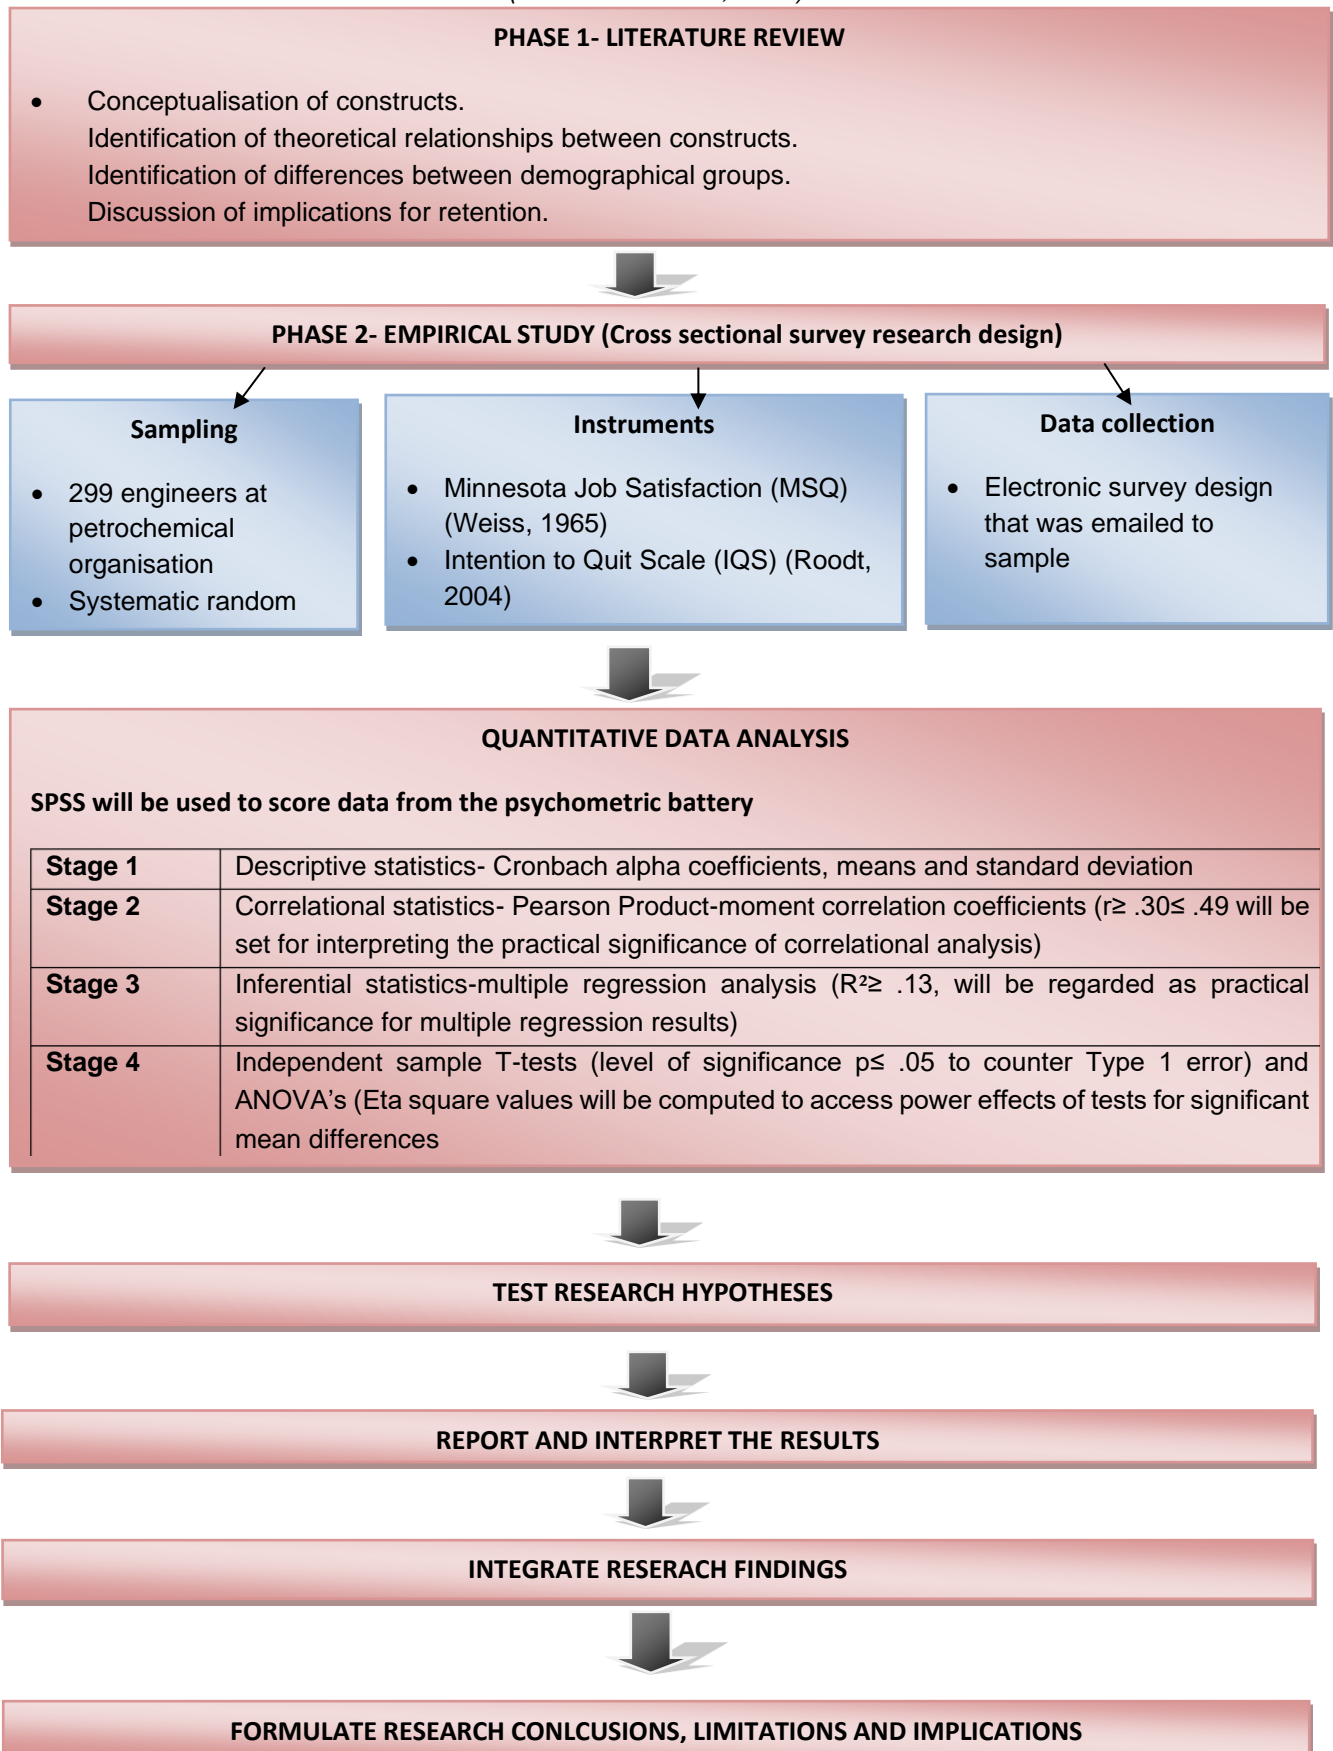 PHASE 1- LITERATURE REVIEW
• Conceptualisation of constructs.
Identification of theoretical relationships between constructs.
Identification of differences between demographical groups.
Discussion of implications for retention.
PHASE 2- EMPIRICAL STUDY (Cross sectional survey research design)
Sampling
• 299 engineers at
petrochemical
organisation
• Systematic random
Instruments
• Minnesota Job Satisfaction (MSQ)
(Weiss, 1965)
• Intention to Quit Scale (IQS) (Roodt,
2004)
Data collection
• Electronic survey design
that was emailed to
sample
QUANTITATIVE DATA ANALYSIS
SPSS will be used to score data from the psychometric battery
Stage 1 Descriptive statistics- Cronbach alpha coefficients, means and standard deviation
Stage 2 Correlational statistics- Pearson Product-moment correlation coefficients (r≥ .30≤ .49 will be
set for interpreting the practical significance of correlational analysis)
Stage 3 Inferential statistics-multiple regression analysis (R²≥ .13, will be regarded as practical
significance for multiple regression results)
Stage 4 Independent sample T-tests (level of significance p≤ .05 to counter Type 1 error) and
ANOVA's (Eta square values will be computed to access power effects of tests for significant
mean differences
TEST RESEARCH HYPOTHESES
REPORT AND INTERPRET THE RESULTS
INTEGRATE RESERACH FINDINGS
FORMULATE RESEARCH CONLCUSIONS, LIMITATIONS AND IMPLICATIONS